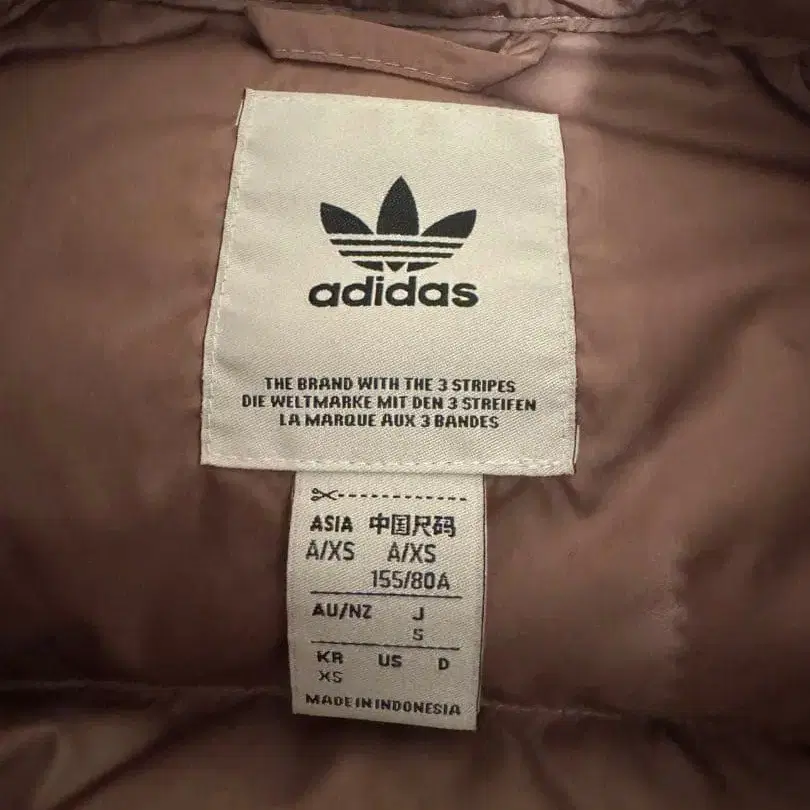 adidas
THE BRAND WITH THE 3 STRIPES
DIE WELTMARKE MIT DEN 3 STREIFEN
LA MARQUE AUX 3 BANDES
ASIA 中国尺码
A/XS A/XS
155/80A
AU/NZ J
S
KR US D
XS
MADE IN INDONESIA